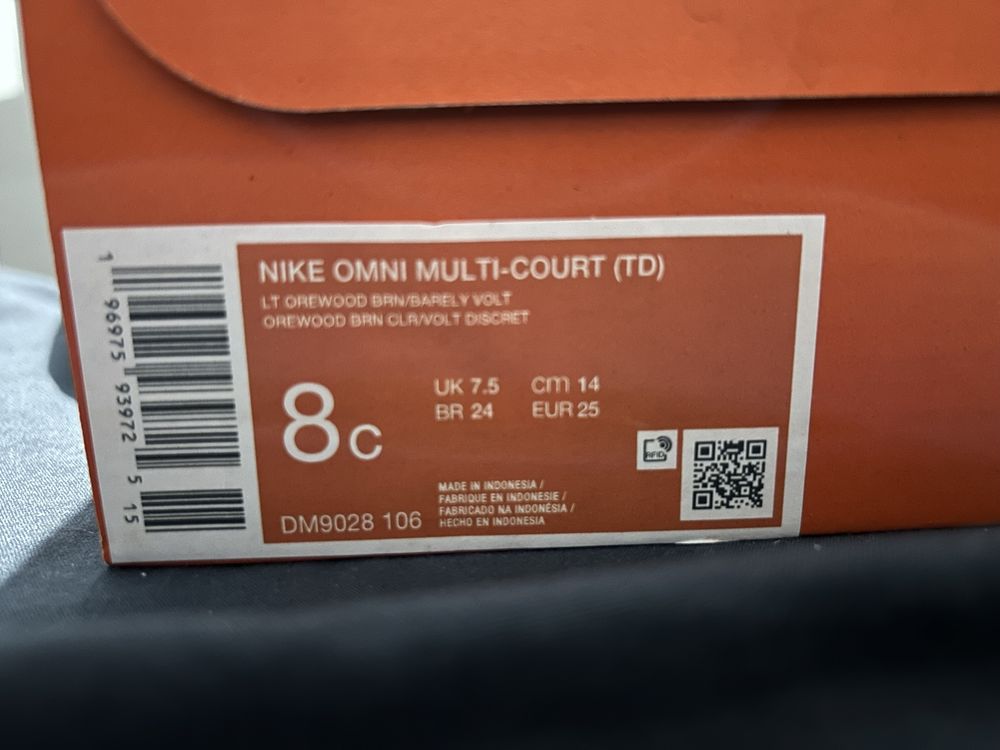 NIKE OMNI MULTI-COURT (TD)
LT OREWOOD BRN/BARELY VOLT
OREWOOD BRN CLR/VOLT DISCRET
8C
UK 7.5 cm 14
BR 24 EUR 25
RFID
MADE IN INDONESIA /
FABRIQUE EN INDONESIE /
FABRICADO NA INDONÉSIA /
HECHO EN INDONESIA
DM9028 106
1 96975 93972 5 15